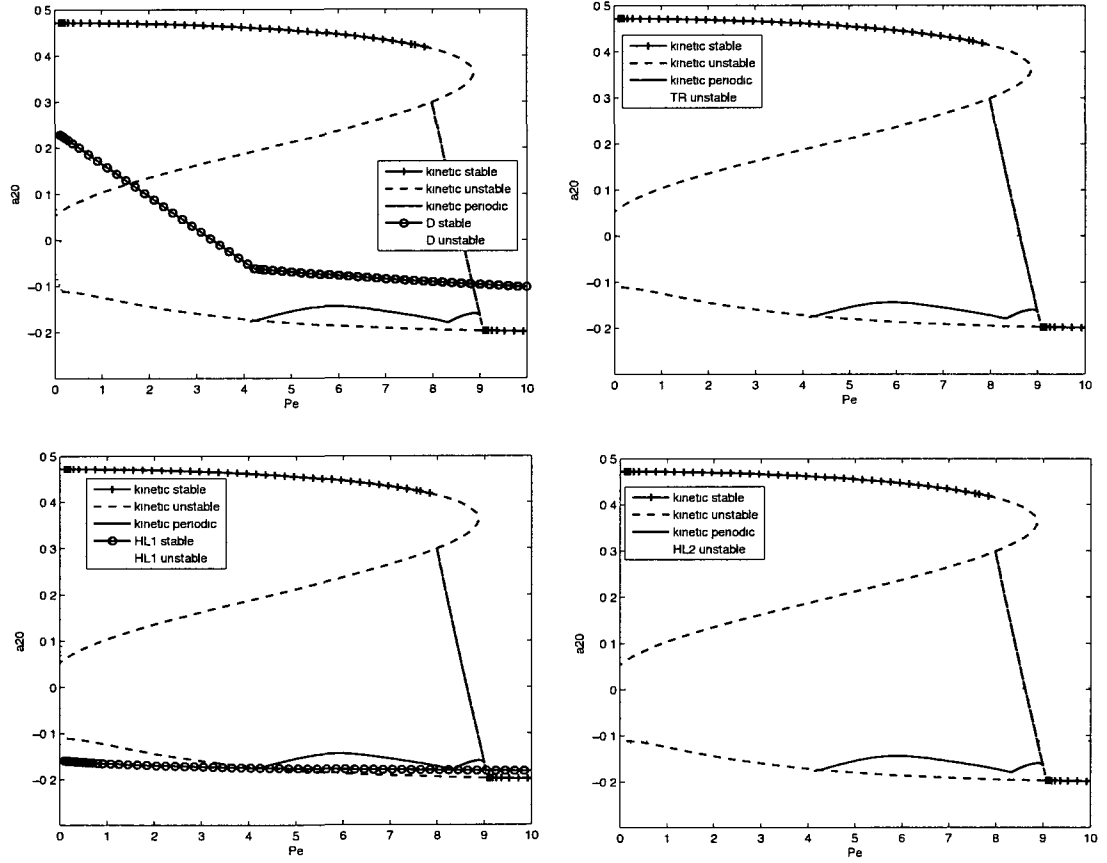 0 5
0 4
0 3
0 2
0 1
0
−0 1
−0 2
a20
0 1 2 3 4 5 6 7 8 9 10
Pe
kinetic stable
kinetic unstable
kinetic periodic
D stable
D unstable
0 5
0 4
0 3
0 2
0 1
0
−0 1
−0 2
a20
0 1 2 3 4 5 6 7 8 9 10
Pe
kinetic stable
kinetic unstable
kinetic periodic
TR unstable
0 5
0 4
0 3
0 2
0 1
0
−0 1
−0 2
a20
0 1 2 3 4 5 6 7 8 9 10
Pe
kinetic stable
kinetic unstable
kinetic periodic
HL1 stable
HL1 unstable
0 5
0 4
0 3
0 2
0 1
0
−0 1
−0 2
a20
0 1 2 3 4 5 6 7 8 9 10
Pe
kinetic stable
kinetic unstable
kinetic periodic
HL2 unstable